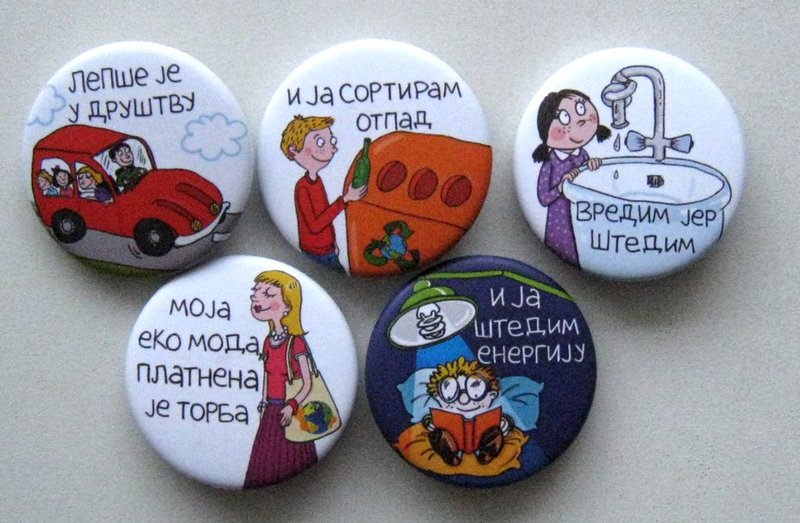 ЛЕПШЕ ЈЕ
У ДРУШТВУ
И ЈА СОРТИРАМ
ОТПАД
ВРЕДИМ ЈЕР
ШТЕДИМ
МОЈА
ЕКО МОДА
ПЛАТНЕНА
ЈЕ ТОРБА
И ЈА
ШТЕДИМ
ЕНЕРГИЈУ